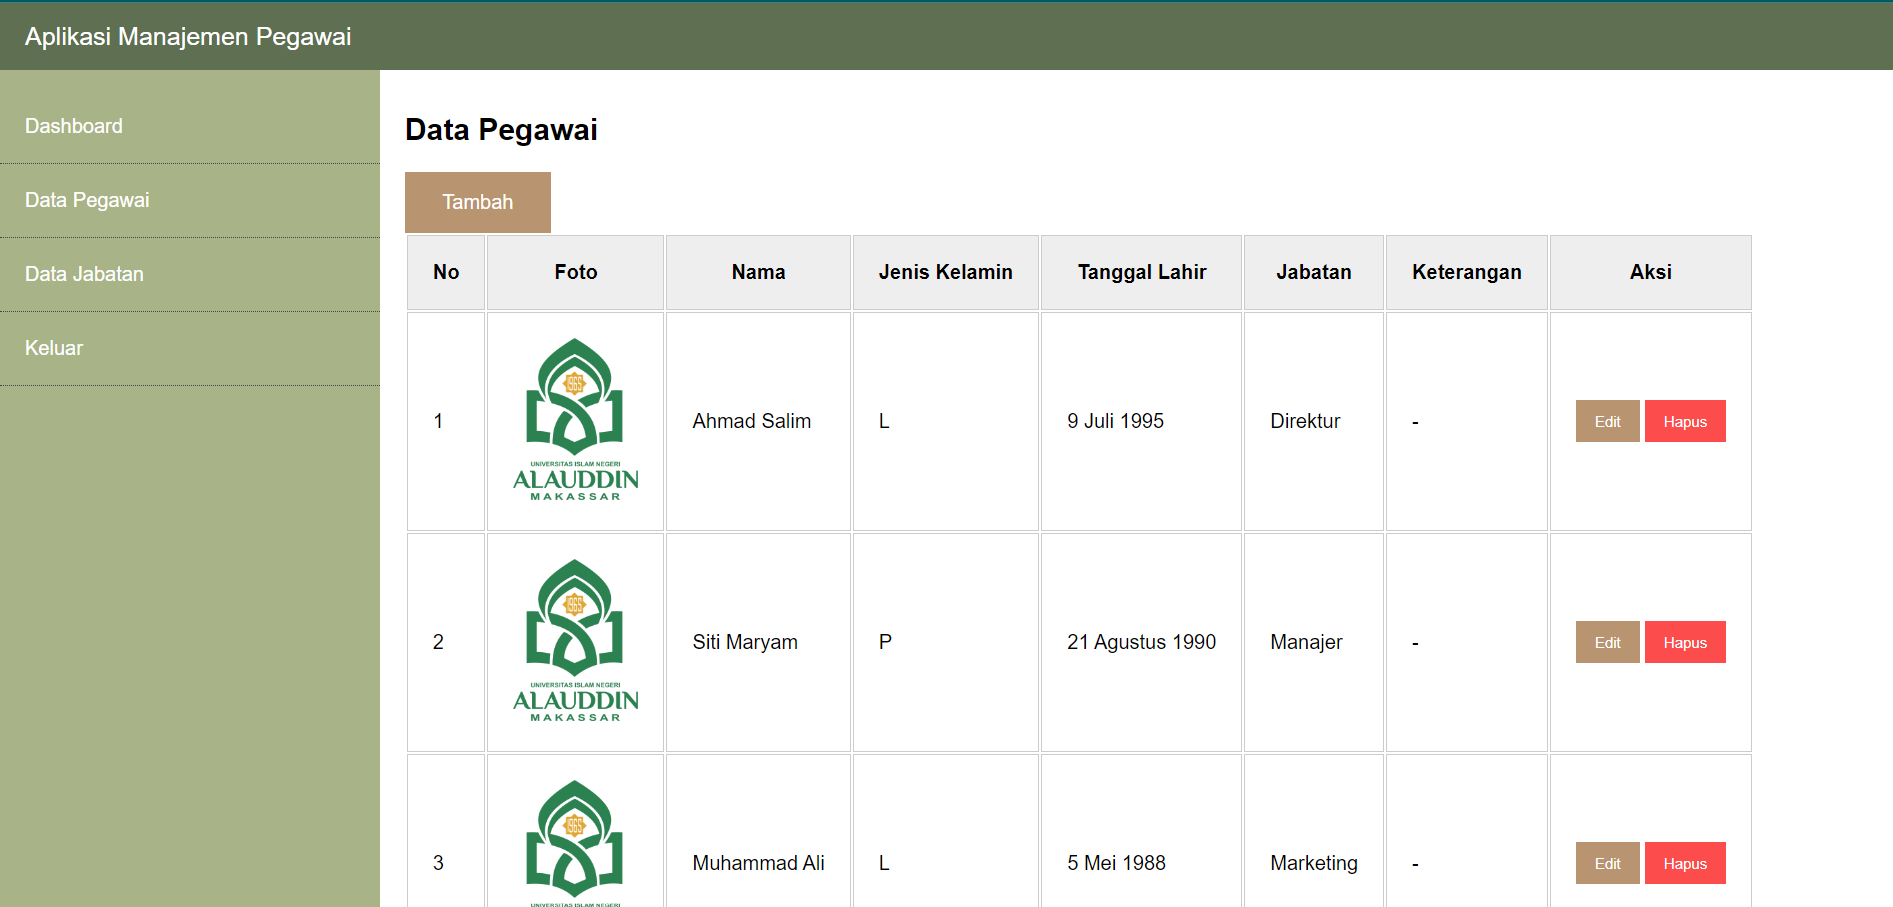 Aplikasi Manajemen Pegawai
Dashboard
Data Pegawai
Data Jabatan
Keluar
Data Pegawai
Tambah
No Foto Nama Jenis Kelamin Tanggal Lahir Jabatan Keterangan Aksi
1965
UNIVERSITAS ISLAM NEGERI
ALAUDDIN
MAKASSAR
1 Ahmad Salim L 9 Juli 1995 Direktur - Edit Hapus
1965
UNIVERSITAS ISLAM NEGERI
ALAUDDIN
MAKASSAR
2 Siti Maryam P 21 Agustus 1990 Manajer - Edit Hapus
1965
UNIVERSITAS ISLAM NEGERI
3 Muhammad Ali L 5 Mei 1988 Marketing - Edit Hapus